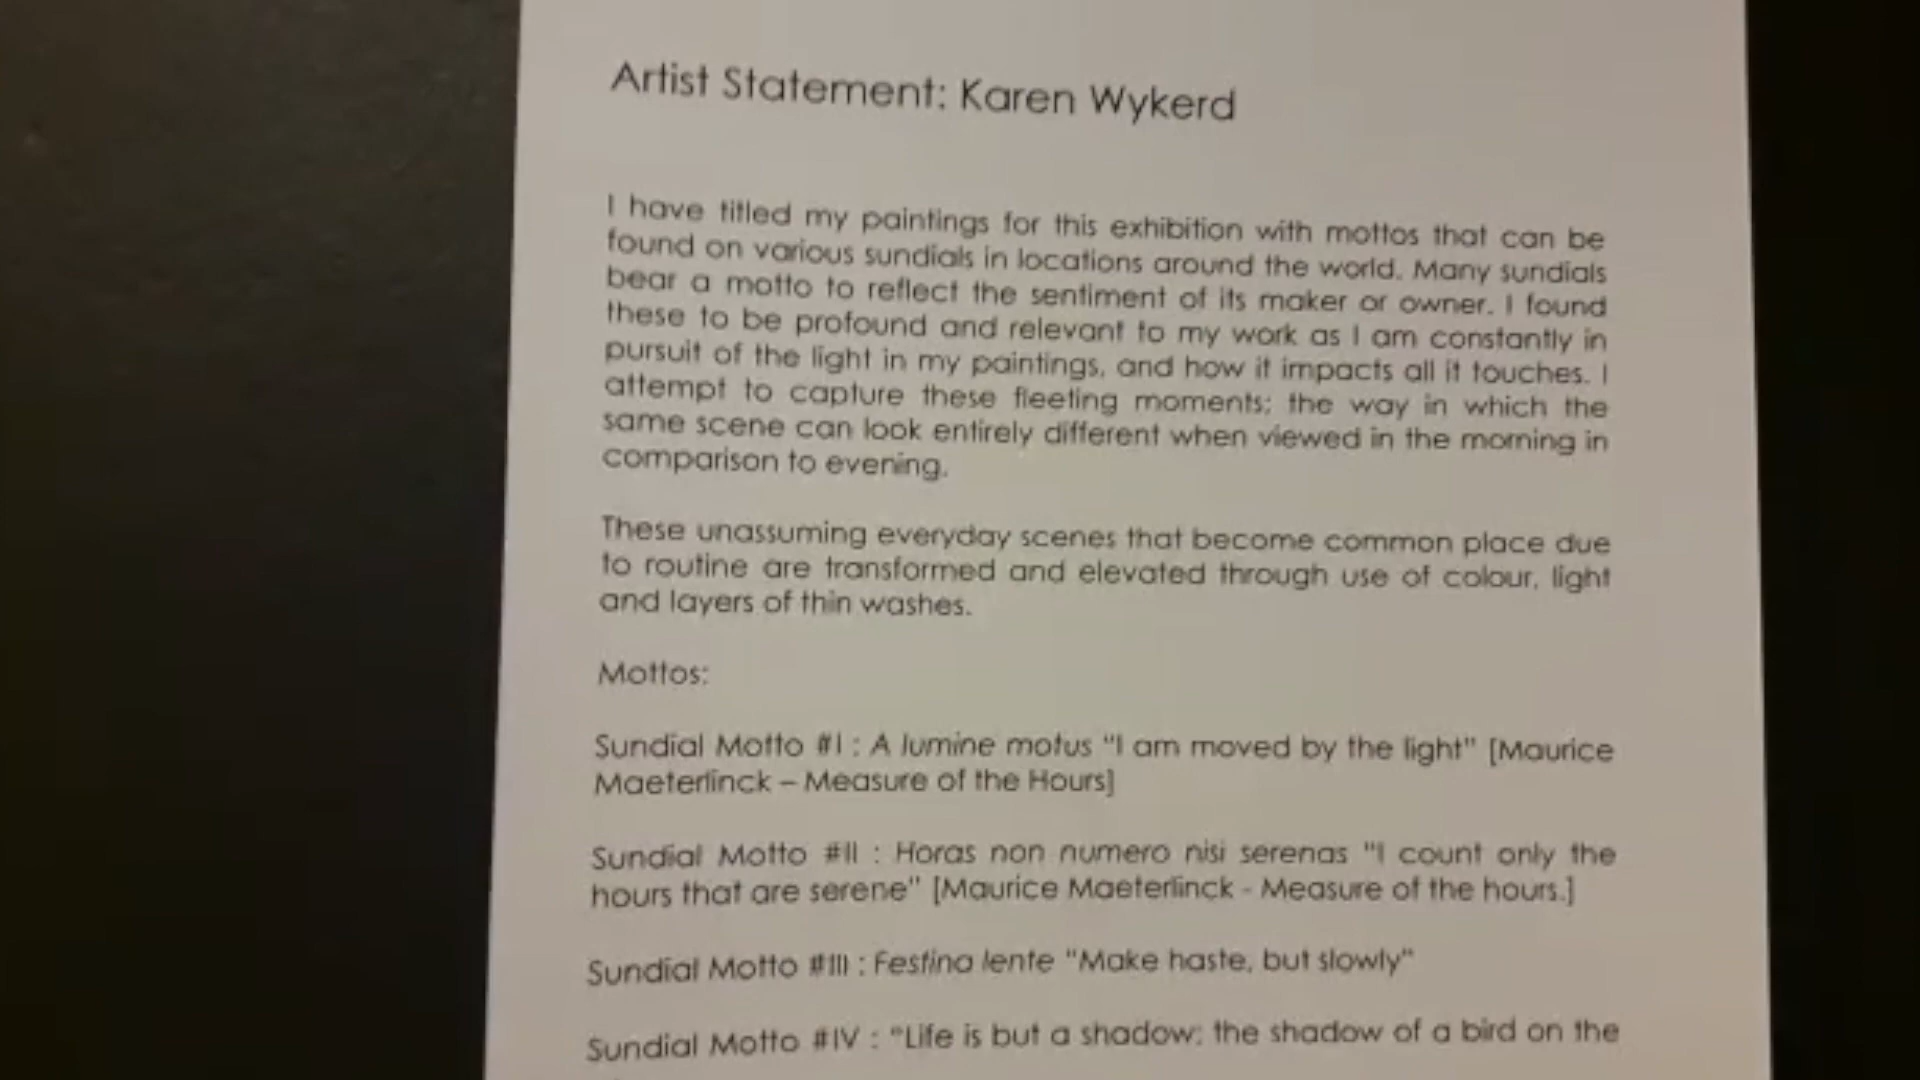 Artist Statement: Karen Wykerd
I have titled my paintings for this exhibition with mottos that can be
found on various sundials in locations around the world. Many sundials
bear a motto to reflect the sentiment of its maker or owner. I found
these to be profound and relevant to my work as I am constantly in
pursuit of the light in my paintings, and how it impacts all it touches. I
attempt to capture these fleeting moments; the way in which the
same scene can look entirely different when viewed in the morning in
comparison to evening.
These unassuming everyday scenes that become common place due
to routine are transformed and elevated through use of colour, light
and layers of thin washes.
Mottos:
Sundial Motto #I : A lumine motus "I am moved by the light" [Maurice
Maeterlinck – Measure of the Hours]
Sundial Motto #II : Horas non numero nisi serenas "I count only the
hours that are serene" [Maurice Maeterlinck - Measure of the hours.]
Sundial Motto #III : Festina lente "Make haste, but slowly"
Sundial Motto #IV : "Life is but a shadow: the shadow of a bird on the